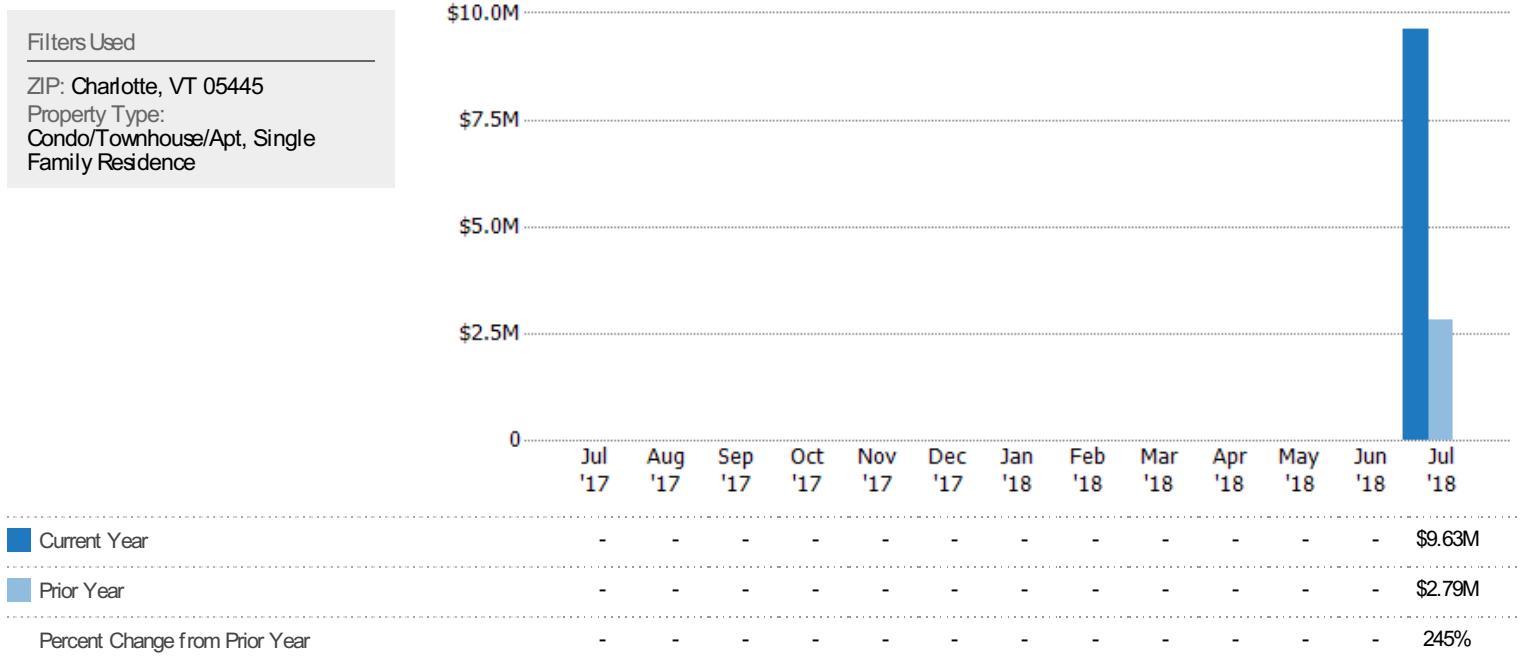 Filters Used
ZIP: Charlotte, VT 05445
Property Type:
Condo/Townhouse/Apt, Single
Family Residence
$10.0M
$7.5M
$5.0M
$2.5M
0
Jul Aug Sep Oct Nov Dec Jan Feb Mar Apr May Jun Jul
'17 '17 '17 '17 '17 '17 '18 '18 '18 '18 '18 '18 '18
Current Year - - - - - - - - - - - - $9.63M
Prior Year - - - - - - - - - - - - $2.79M
Percent Change from Prior Year - - - - - - - - - - - - 245%